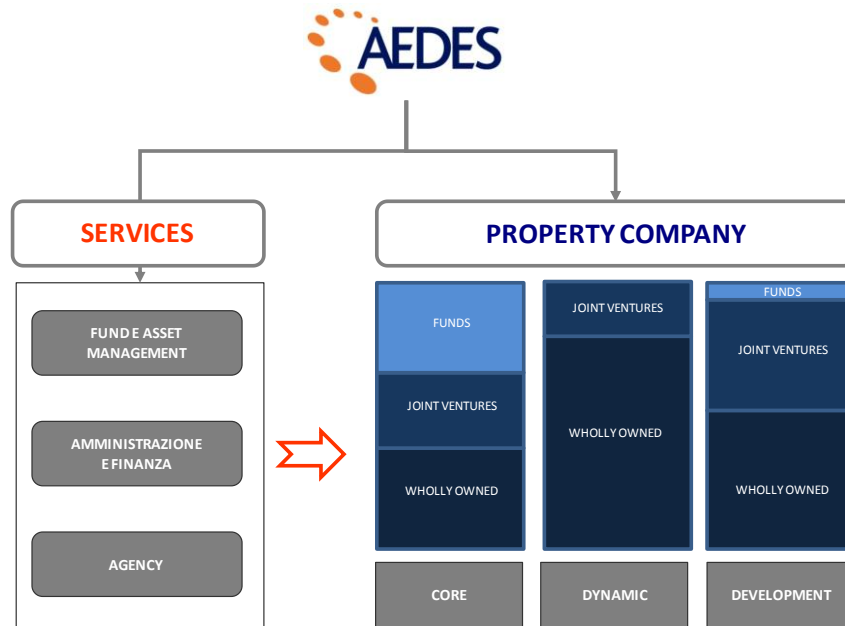 AEDES
SERVICES
PROPERTY COMPANY
FUND E ASSET
MANAGEMENT
AMMINISTRAZIONE
E FINANZA
AGENCY
FUNDS
JOINT VENTURES
WHOLLY OWNED
CORE
JOINT VENTURES
WHOLLY OWNED
DYNAMIC
FUNDS
JOINT VENTURES
WHOLLY OWNED
DEVELOPMENT